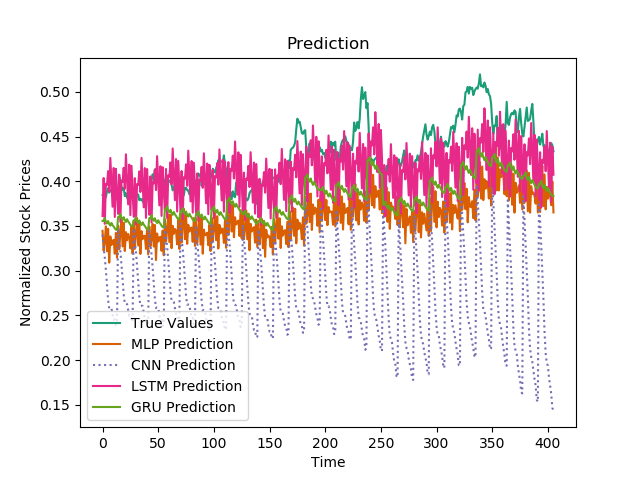 Prediction
Normalized Stock Prices
0.50
0.45
0.40
0.35
0.30
0.25
0.20
0.15
True Values
MLP Prediction
CNN Prediction
LSTM Prediction
GRU Prediction
0 50 100 150 200 250 300 350 400
Time